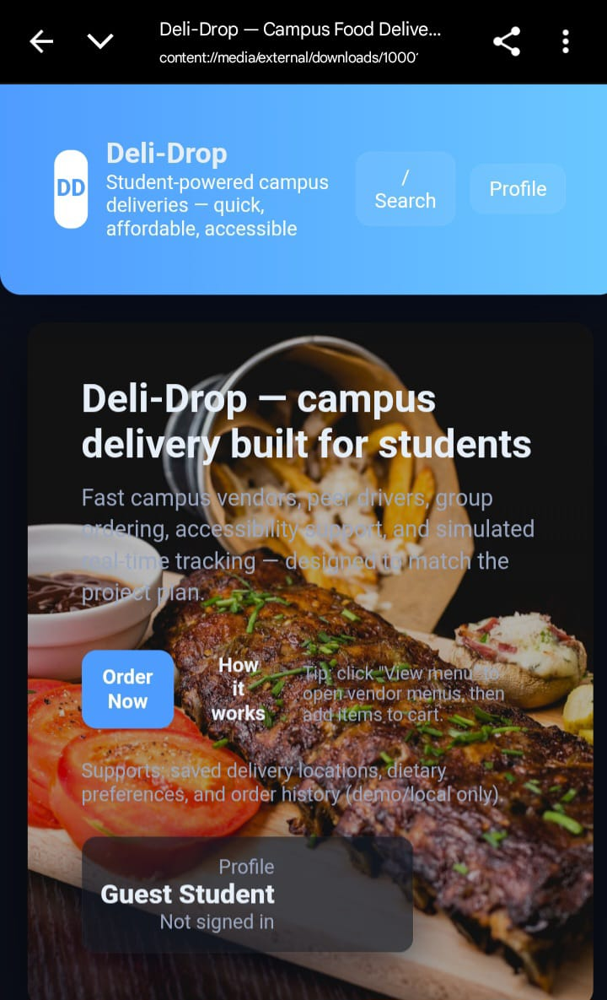 Deli-Drop — Campus Food Delive...
content://media/external/downloads/1000
Deli-Drop
DD
Student-powered campus
deliveries — quick,
affordable, accessible
/
Search
Profile
Deli-Drop — campus
delivery built for students
Fast campus vendors, peer drivers, group
ordering, accessibility support, and simulated
real-time tracking — designed to match the
project plan.
Order
Now
How
it
works
Tip: click "View menu" to
open vendor menus, then
add items to cart.
Supports: saved delivery locations, dietary
preferences, and order history (demo/local only).
Profile
Guest Student
Not signed in